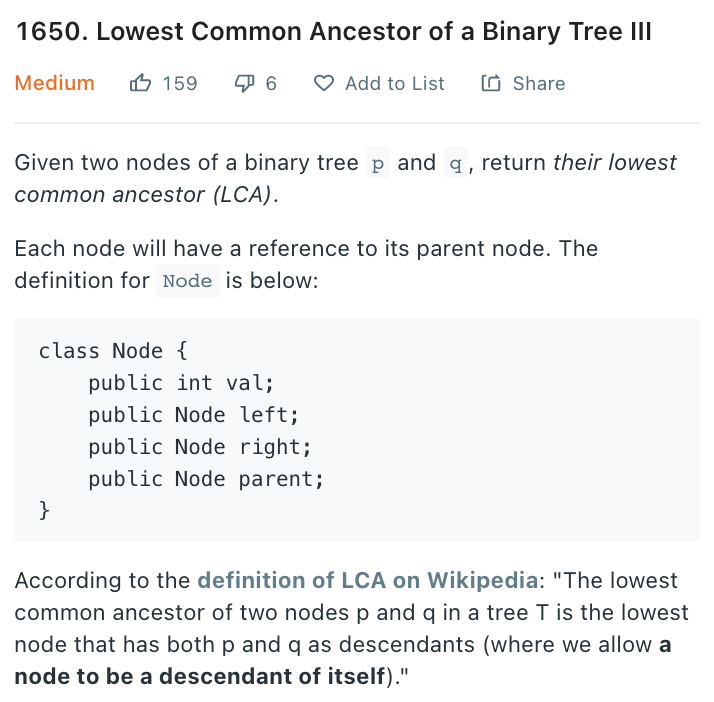 1650. Lowest Common Ancestor of a Binary Tree III
Medium 159 6 Add to List Share
Given two nodes of a binary tree p and q, return their lowest
common ancestor (LCA).
Each node will have a reference to its parent node. The
definition for Node is below:
class Node {
    public int val;
    public Node left;
    public Node right;
    public Node parent;
}
According to the definition of LCA on Wikipedia: "The lowest
common ancestor of two nodes p and q in a tree T is the lowest
node that has both p and q as descendants (where we allow a
node to be a descendant of itself)."